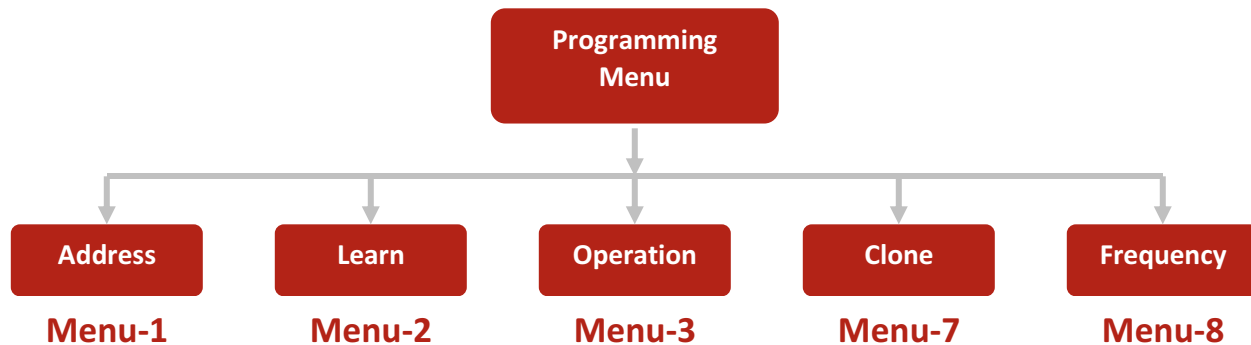 Programming
Menu
Address
Learn
Operation
Clone
Frequency
Menu-1
Menu-2
Menu-3
Menu-7
Menu-8